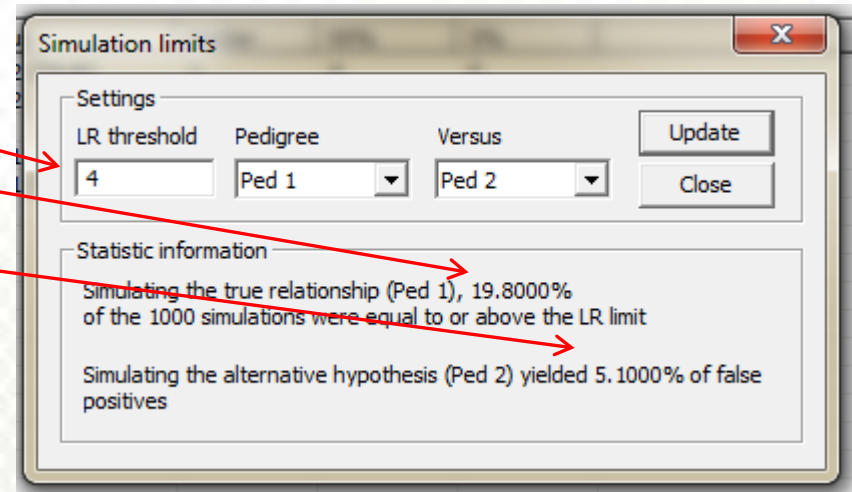 Simulation limits
Settings
LR threshold Pedigree Versus Update
4 Ped 1 Ped 2 Close
Statistic information
Simulating the true relationship (Ped 1), 19.8000%
of the 1000 simulations were equal to or above the LR limit
Simulating the alternative hypothesis (Ped 2) yielded 5.1000% of false
positives